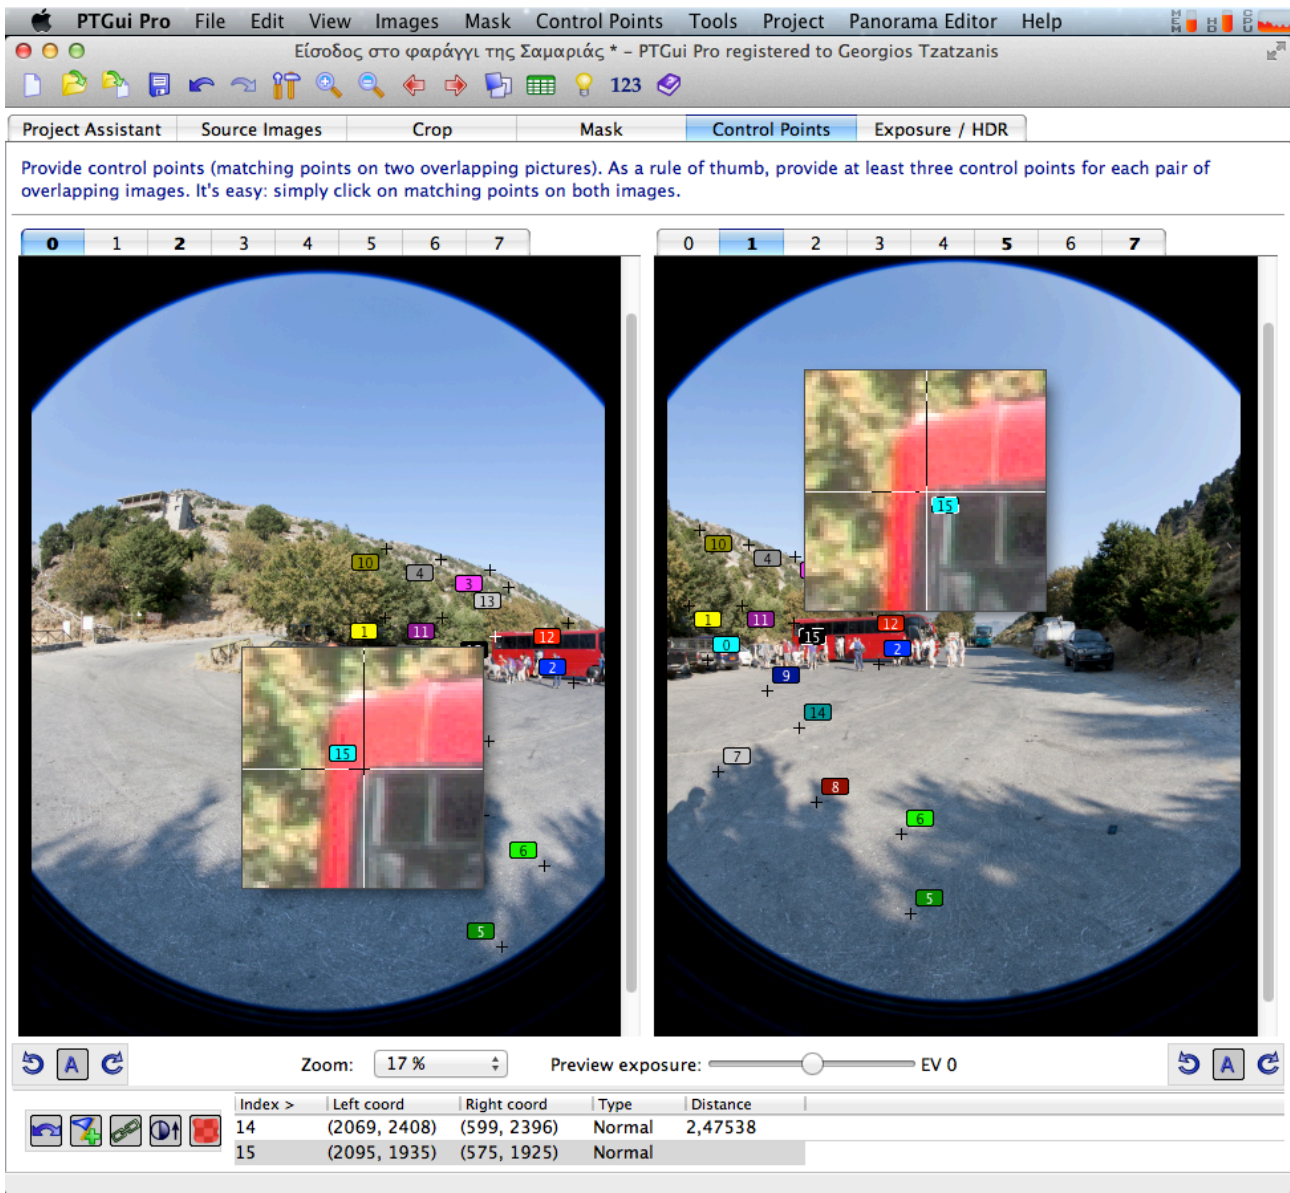 PTGui Pro File Edit View Images Mask Control Points Tools Project Panorama Editor Help MEM HD CPU
Είσοδος στο φαράγγι της Σαμαριάς * – PTGui Pro registered to Georgios Tzatzanis
123
Project Assistant Source Images Crop Mask Control Points Exposure / HDR
Provide control points (matching points on two overlapping pictures). As a rule of thumb, provide at least three control points for each pair of
overlapping images. It's easy: simply click on matching points on both images.
0 1 2 3 4 5 6 7
10
4
3
13
1 11 12
2
15
6
5
0 1 2 3 4 5 6 7
15
10
4
1 11 12
15
0 2
9
14
7
8
6
5
A Zoom: 17 % Preview exposure: EV 0 A
Index > Left coord Right coord Type Distance
14 (2069, 2408) (599, 2396) Normal 2,47538
15 (2095, 1935) (575, 1925) Normal